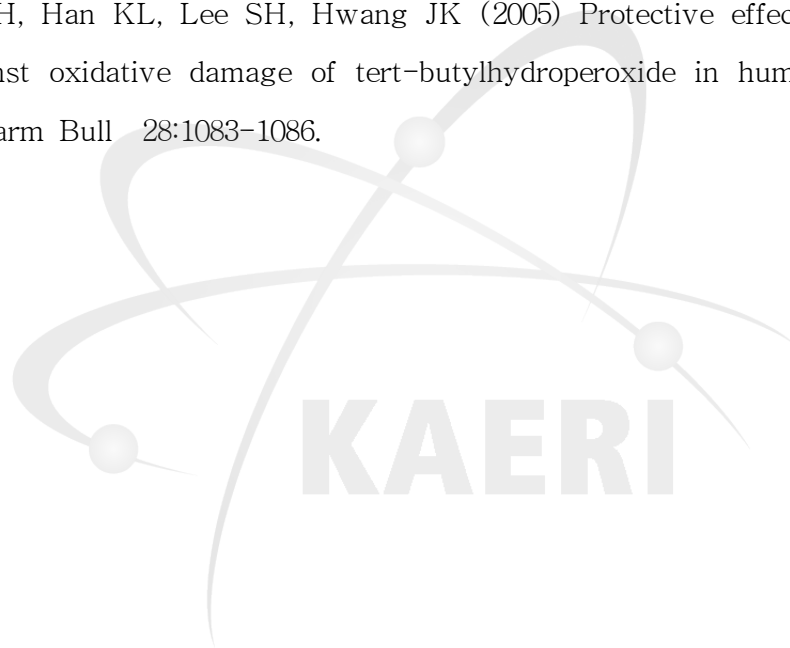 H, Han KL, Lee SH, Hwang JK (2005) Protective effec
nst oxidative damage of tert-butylhydroperoxide in hum
arm Bull 28:1083-1086.
KAERI